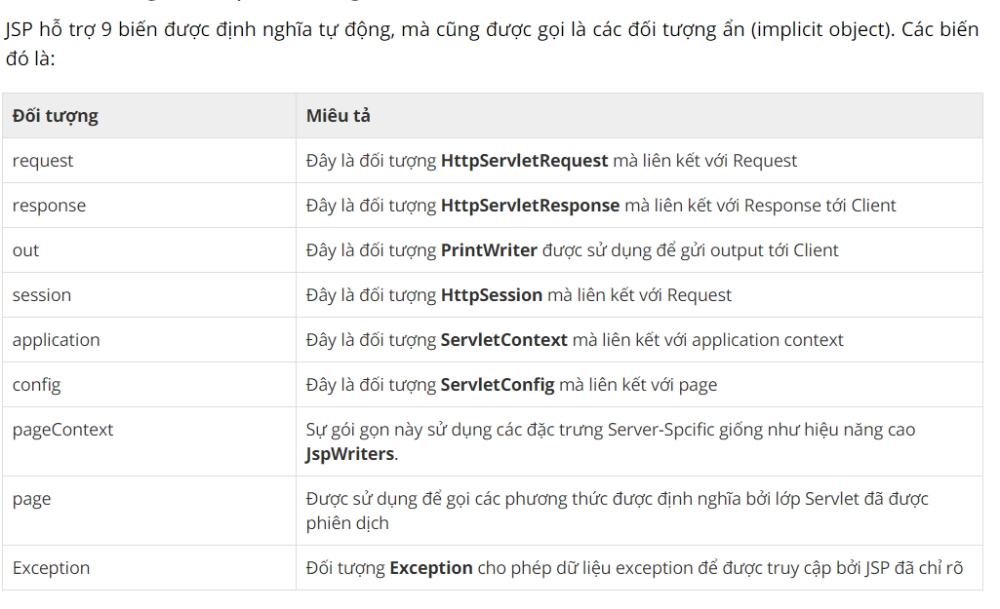 JSP hỗ trợ 9 biến được định nghĩa tự động, mà cũng được gọi là các đối tượng ẩn (implicit object). Các biến
đó là:
Đối tượng Miêu tả
request Đây là đối tượng HttpServletRequest mà liên kết với Request
response Đây là đối tượng HttpServletResponse mà liên kết với Response tới Client
out Đây là đối tượng PrintWriter được sử dụng để gửi output tới Client
session Đây là đối tượng HttpSession mà liên kết với Request
application Đây là đối tượng ServletContext mà liên kết với application context
config Đây là đối tượng ServletConfig mà liên kết với page
pageContext Sự gói gọn này sử dụng các đặc trưng Server-Spcific giống như hiệu năng cao
JspWriters.
page Được sử dụng để gọi các phương thức được định nghĩa bởi lớp Servlet đã được
phiên dịch
Exception Đối tượng Exception cho phép dữ liệu exception để được truy cập bởi JSP đã chỉ rõ